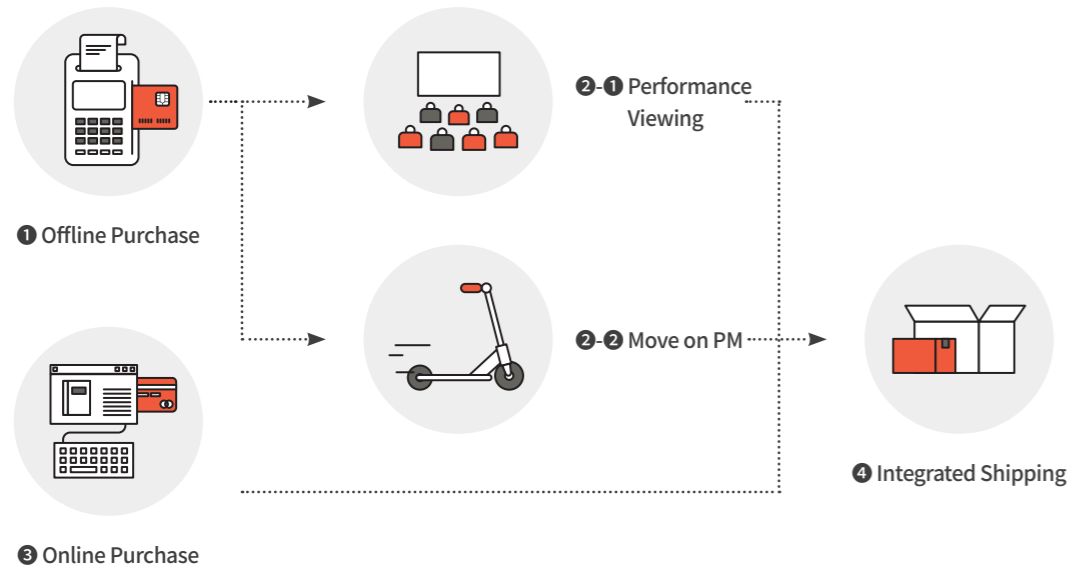 ❶ Offline Purchase
❷-❶ Performance
Viewing
❷-❷ Move on PM
❸ Online Purchase
❹ Integrated Shipping